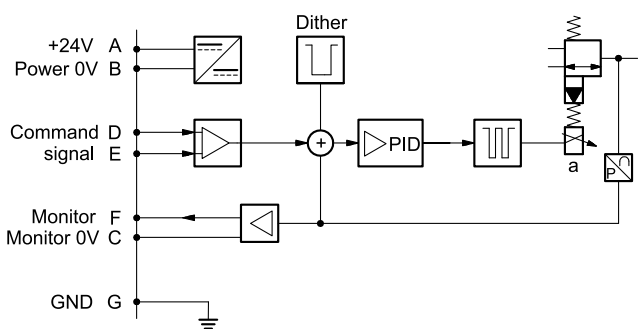 Dither
+24V A
Power 0V B
Command D
signal E
+
PID
a
P
Monitor F
Monitor 0V C
GND G